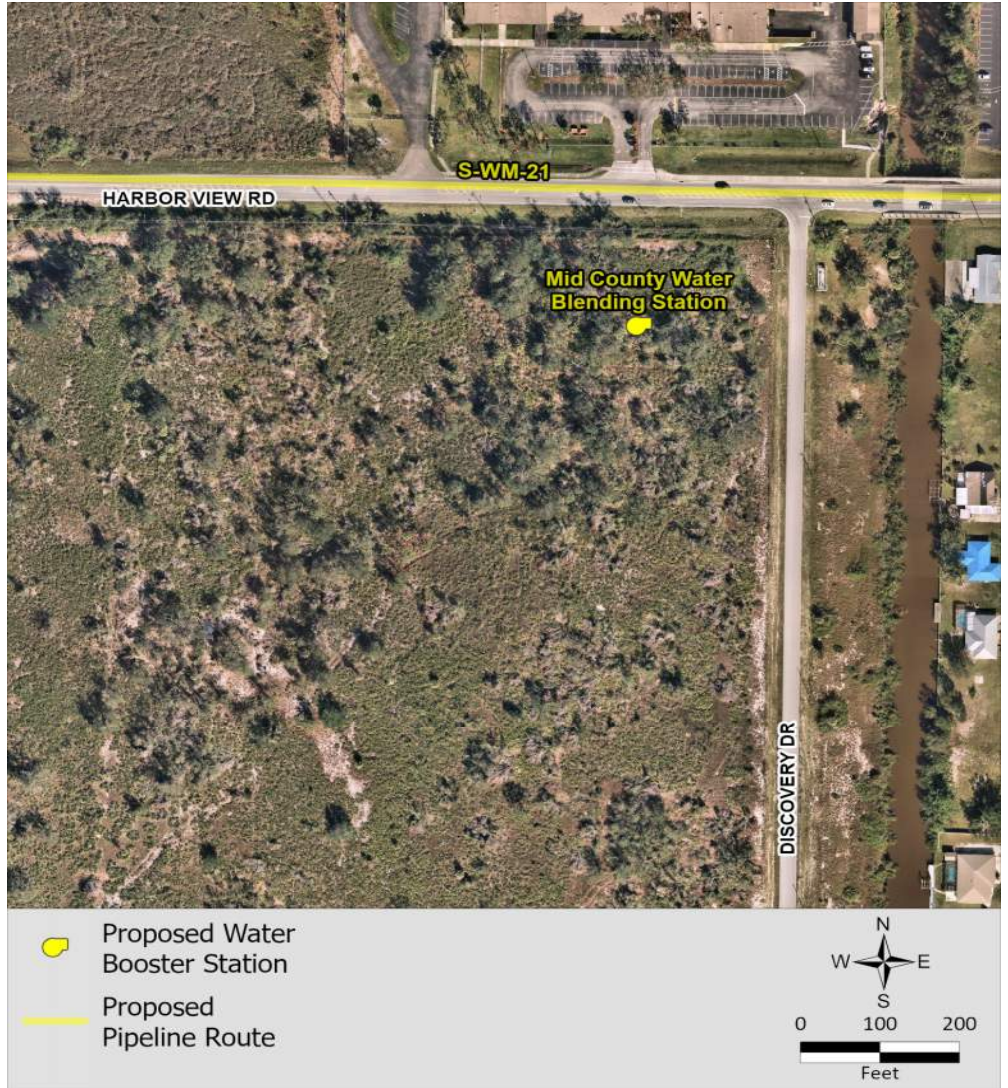 S-WM-21
HARBOR VIEW RD
Mid County Water
Blending Station
DISCOVERY DR
Proposed Water
Booster Station
Proposed
Pipeline Route
N
W E
S
0 100 200
Feet